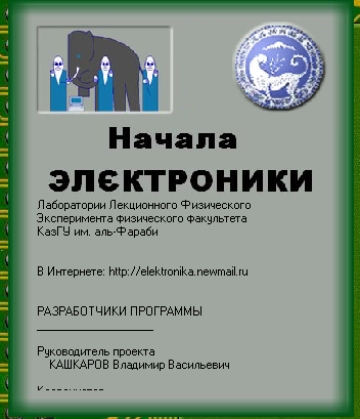 Начала
ЭЛЄКТРОНИКИ
Лаборатории Лекционного Физического
Эксперимента физического факультета
КазГУ им. аль-Фараби
В Интернете: http://elektronika.newmail.ru
РАЗРАБОТЧИКИ ПРОГРАММЫ
Руководитель проекта
КАШКАРОВ Владимир Васильевич